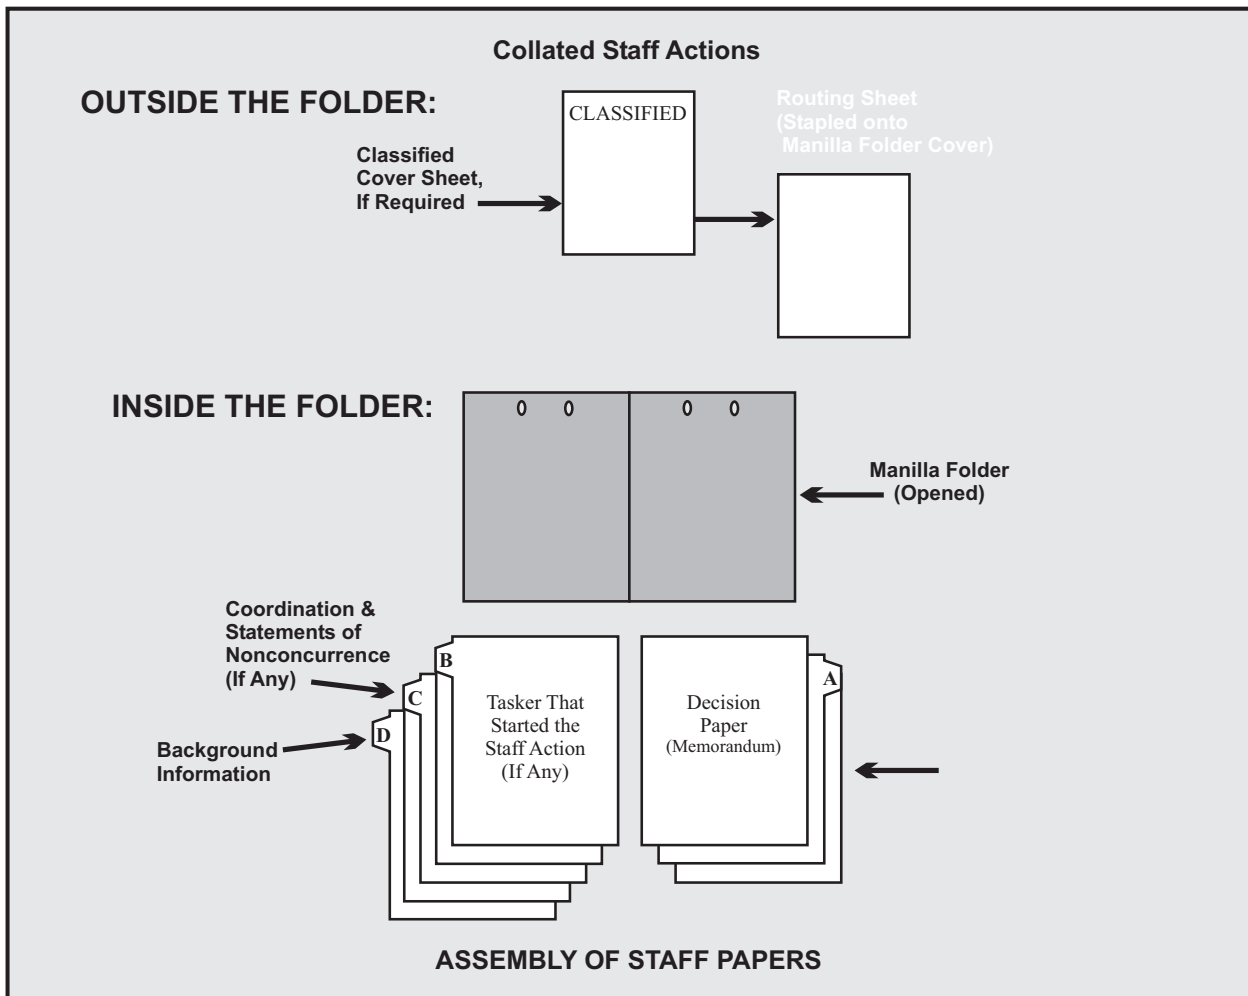 Collated Staff Actions
OUTSIDE THE FOLDER:
CLASSIFIED
Routing Sheet
(Stapled onto
Manilla Folder Cover)
Classified
Cover Sheet,
If Required
INSIDE THE FOLDER:
Manilla Folder
(Opened)
Coordination &
Statements of
Nonconcurrence
(If Any)
Background
Information
B
C
D
Tasker That
Started the
Staff Action
(If Any)
Decision
Paper
(Memorandum)
A
ASSEMBLY OF STAFF PAPERS